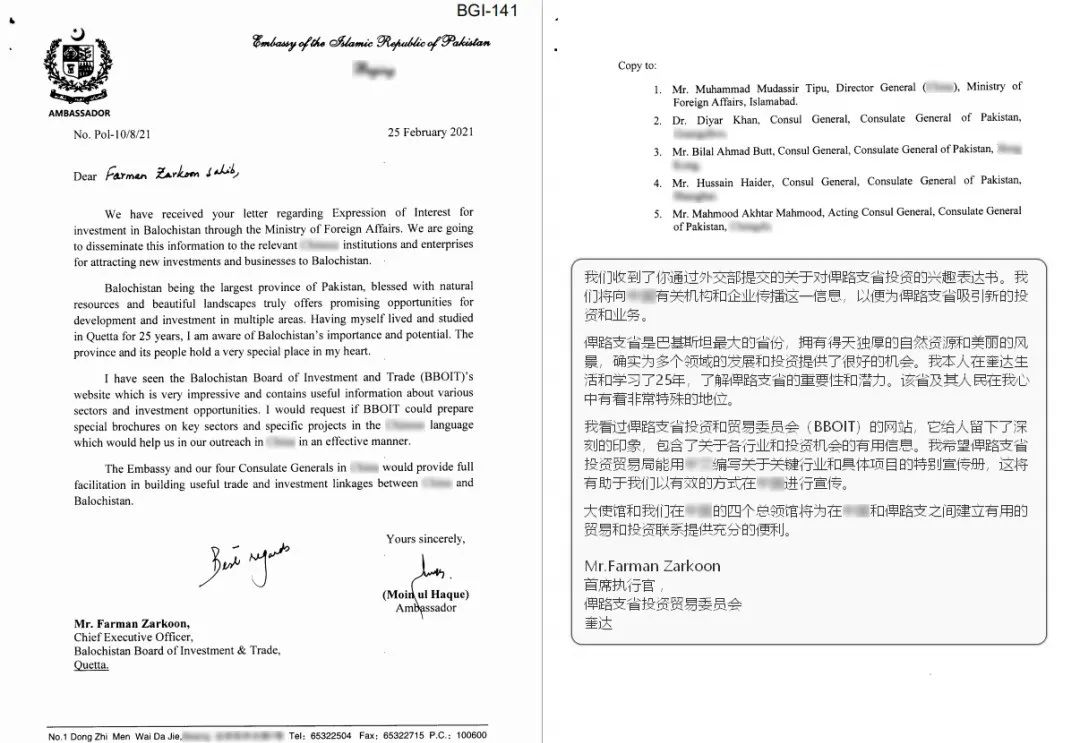 BGI-141
Embassy of the Islamic Republic of Pakistan
AMBASSADOR
No. Pol-10/8/21
25 February 2021
Dear Farman Zarkoon Sahib,
We have received your letter regarding Expression of Interest for
investment in Balochistan through the Ministry of Foreign Affairs. We are
going to disseminate this information to the relevant institutions and enterprises
for attracting new investments and businesses to Balochistan.
Balochistan being the largest province of Pakistan, blessed with natural
resources and beautiful landscapes truly offers promising opportunities for
development and investment in multiple areas. Having myself lived and studied
in Quetta for 25 years, I am aware of Balochistan's importance and potential. The
province and its people hold a very special place in my heart.
I have seen the Balochistan Board of Investment and Trade (BBOIT)'s
website which is very impressive and contains useful information about various
sectors and investment opportunities. I would request if BBOIT could prepare
special brochures on key sectors and specific projects in the language
which would help us in our outreach in in an effective manner.
The Embassy and our four Consulate Generals in would provide full
facilitation in building useful trade and investment linkages between and
Balochistan.
Best regards
Yours sincerely,
(Moin ul Haque)
Ambassador
Mr. Farman Zarkoon,
Chief Executive Officer,
Balochistan Board of Investment & Trade,
Quetta.
No.1 Dong Zhi Men Wai Da Jie, Tel: 65322504 Fax: 65322715 P.C.: 100600
Copy to:
1. Mr. Muhammad Mudassir Tipu, Director General ( ), Ministry of
Foreign Affairs, Islamabad.
2. Dr. Diyar Khan, Consul General, Consulate General of Pakistan,
3. Mr. Bilal Ahmad Butt, Consul General, Consulate General of Pakistan,
4. Mr. Hussain Haider, Consul General, Consulate General of Pakistan,
5. Mr. Mahmood Akhtar Mahmood, Acting Consul General, Consulate General
of Pakistan,
我们收到了你通过外交部提交的关于对俾路支省投资的兴趣表达书。我
们将向 有关机构和企业传播这一信息，以便为俾路支省吸引新的投
资和业务。
俾路支省是巴基斯坦最大的省份，拥有得天独厚的自然资源和美丽的风
景，确实为多个领域的发展和投资提供了很好的机会。我本人在奎达生
活和学习了25年，了解俾路支省的重要性和潜力。该省及其人民在我心
中有着非常特殊的地位。
我看过俾路支省投资和贸易委员会（BBOIT）的网站，它给人留下了深
刻的印象，包含了关于各行业和投资机会的有用信息。我希望俾路支省
投资贸易局能用 编写关于关键行业和具体项目的特别宣传册，这将
有助于我们以有效的方式在 进行宣传。
大使馆和我们在 的四个总领馆将为在 和俾路支之间建立有用的
贸易和投资联系提供充分的便利。
Mr.Farman Zarkoon
首席执行官，
俾路支省投资贸易委员会
奎达